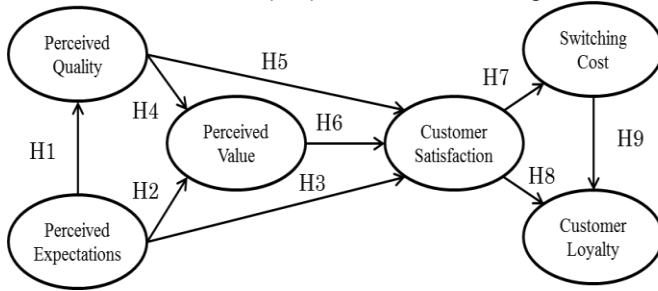 Perceived
Quality
Switching
Cost
H5
H7
H4
Perceived
Value
H6
Customer
Satisfaction
H1
H9
H2
H3
H8
Perceived
Expectations
Customer
Loyalty